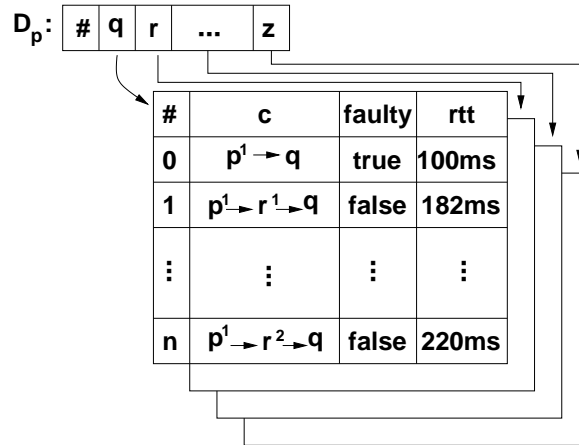 Dp: # q r ... z
# c faulty rtt
0 p1 → q true 100ms
1 p1 → r1 → q false 182ms
⋮ ⋮ ⋮ ⋮
n p1 → r2 → q false 220ms